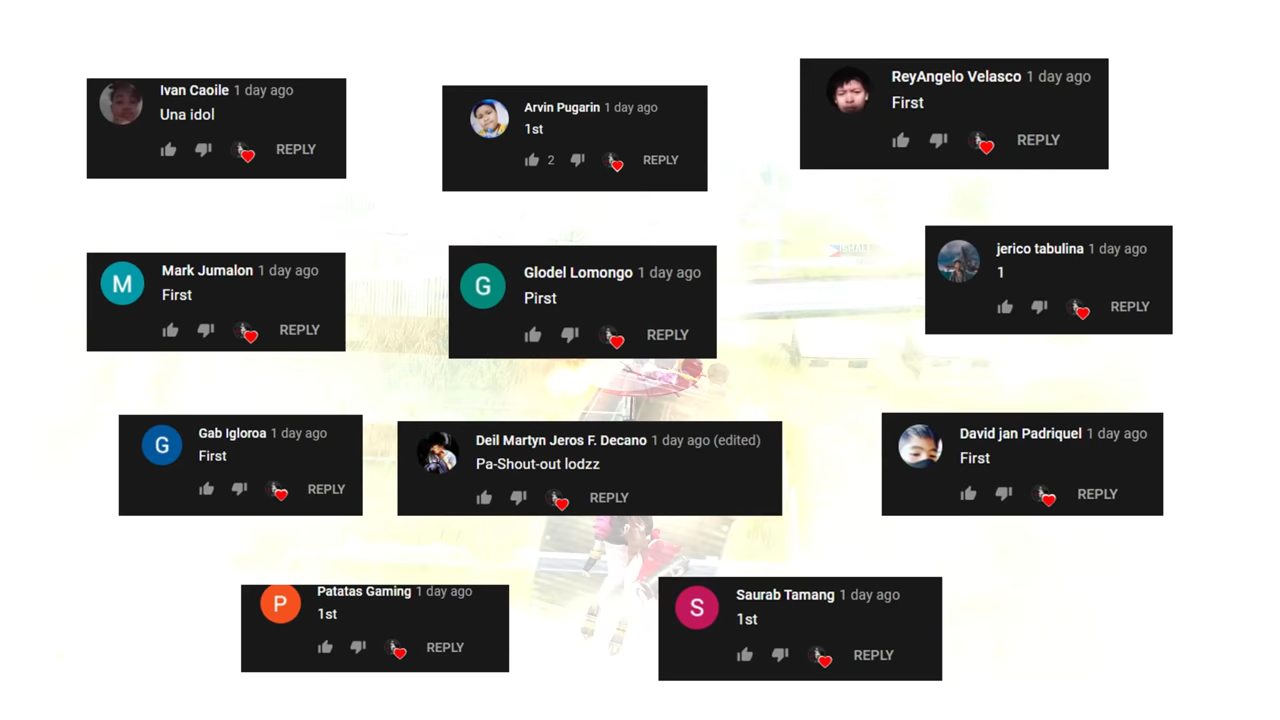 Ivan Caoile 1 day ago
Una idol
REPLY
Arvin Pugarin 1 day ago
1st
2 REPLY
ReyAngelo Velasco 1 day ago
First
REPLY
M Mark Jumalon 1 day ago
First
REPLY
G Glodel Lomongo 1 day ago
Pirst
REPLY
jerico tabulina 1 day ago
1
REPLY
G Gab Igloroa 1 day ago
First
REPLY
Deil Martyn Jeros F. Decano 1 day ago (edited)
Pa-Shout-out lodzz
REPLY
David jan Padriquel 1 day ago
First
REPLY
P Patatas Gaming 1 day ago
1st
REPLY
S Saurab Tamang 1 day ago
1st
REPLY